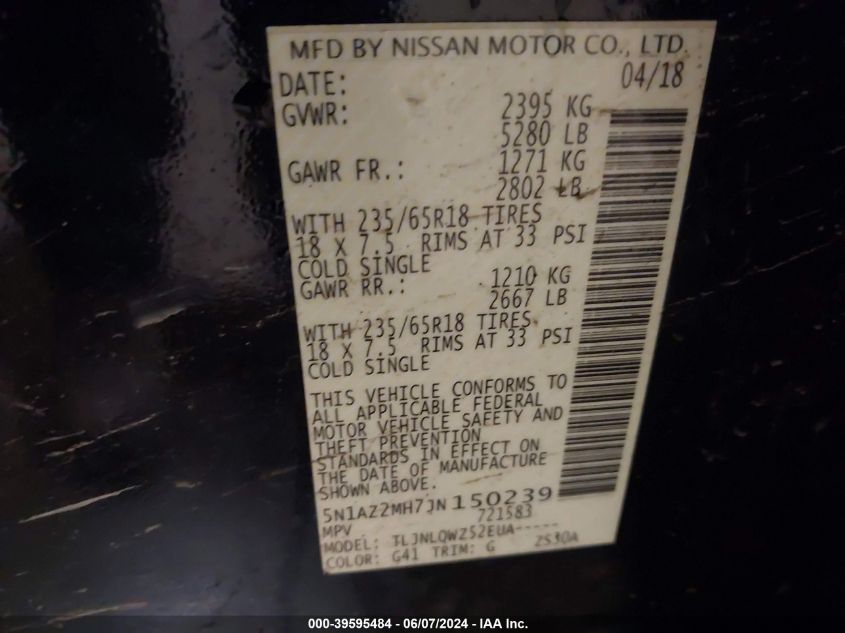 MFD BY NISSAN MOTOR CO., LTD.
DATE: 04/18
GVWR: 2395 KG
5280 LB
GAWR FR.: 1271 KG
2802 LB
WITH 235/65R18 TIRES
18 X 7.5 RIMS AT 33 PSI
COLD SINGLE
GAWR RR.: 1210 KG
2667 LB
WITH 235/65R18 TIRES
18 X 7.5 RIMS AT 33 PSI
COLD SINGLE
THIS VEHICLE CONFORMS TO
ALL APPLICABLE FEDERAL
MOTOR VEHICLE SAFETY AND
THEFT PREVENTION
STANDARDS IN EFFECT ON
THE DATE OF MANUFACTURE
SHOWN ABOVE.
5N1AZ2MH7JN150239
MPV 721583
MODEL: TLJNLQWZ52EUA-----
COLOR: G41 TRIM: G ZS30A
000-39595484 - 06/07/2024 - IAA Inc.